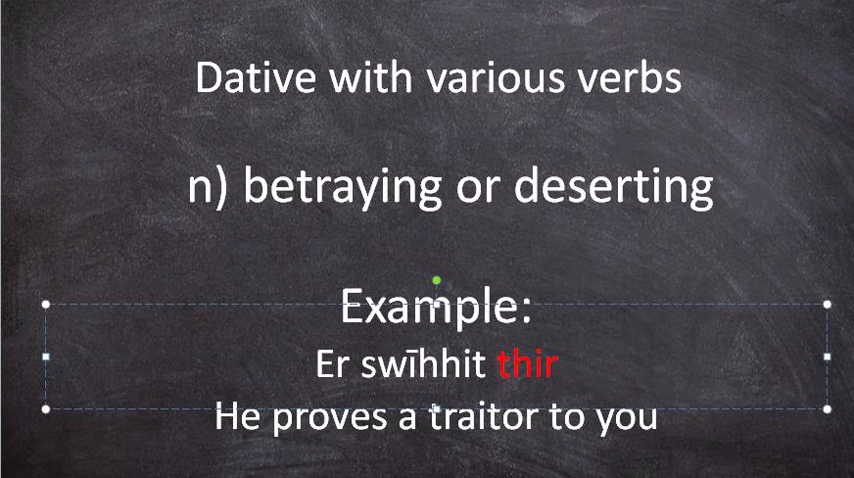 Dative with various verbs
n) betraying or deserting
Example:
Er swīhhit thir
He proves a traitor to you